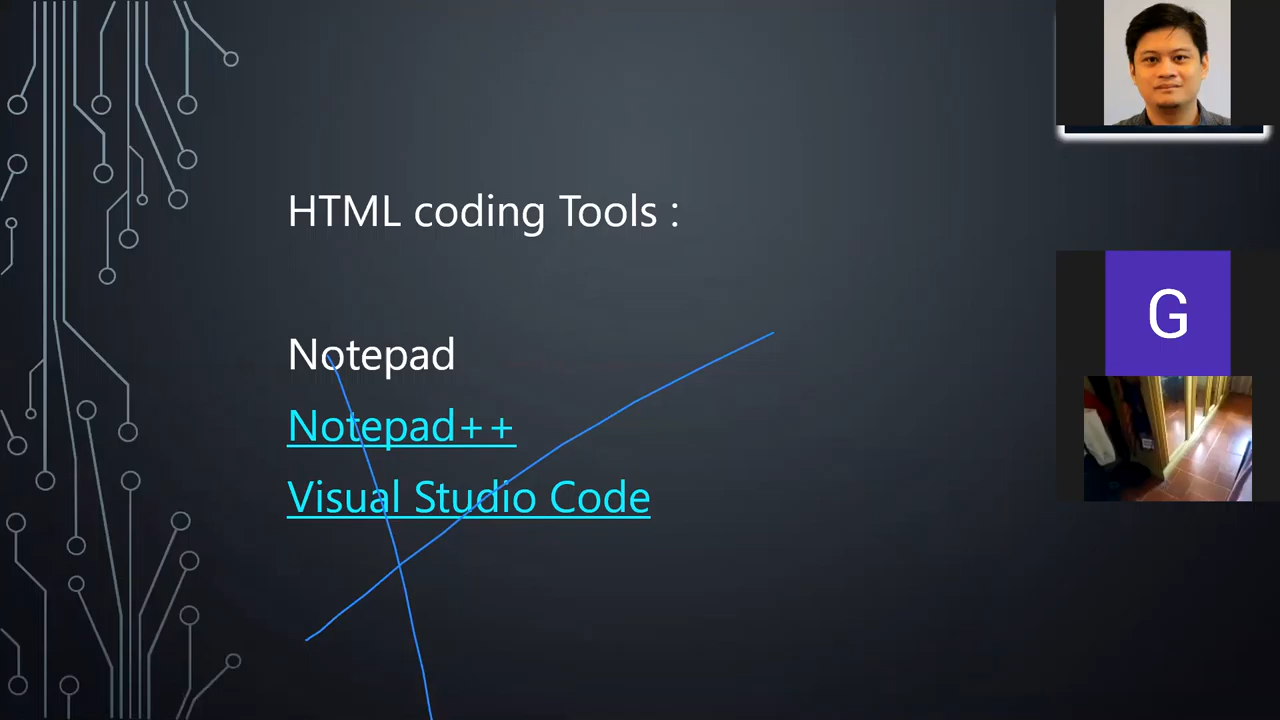 HTML coding Tools :
Notepad
Notepad++
Visual Studio Code
G